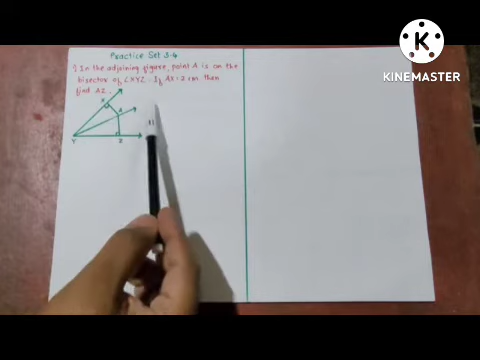 Practice Set 3.4
1) In the adjoining figure, point A is on the
bisector of ∠XYZ. If AX = 2 cm then
find AZ.
X
A
Y
Z
K
KINEMASTER